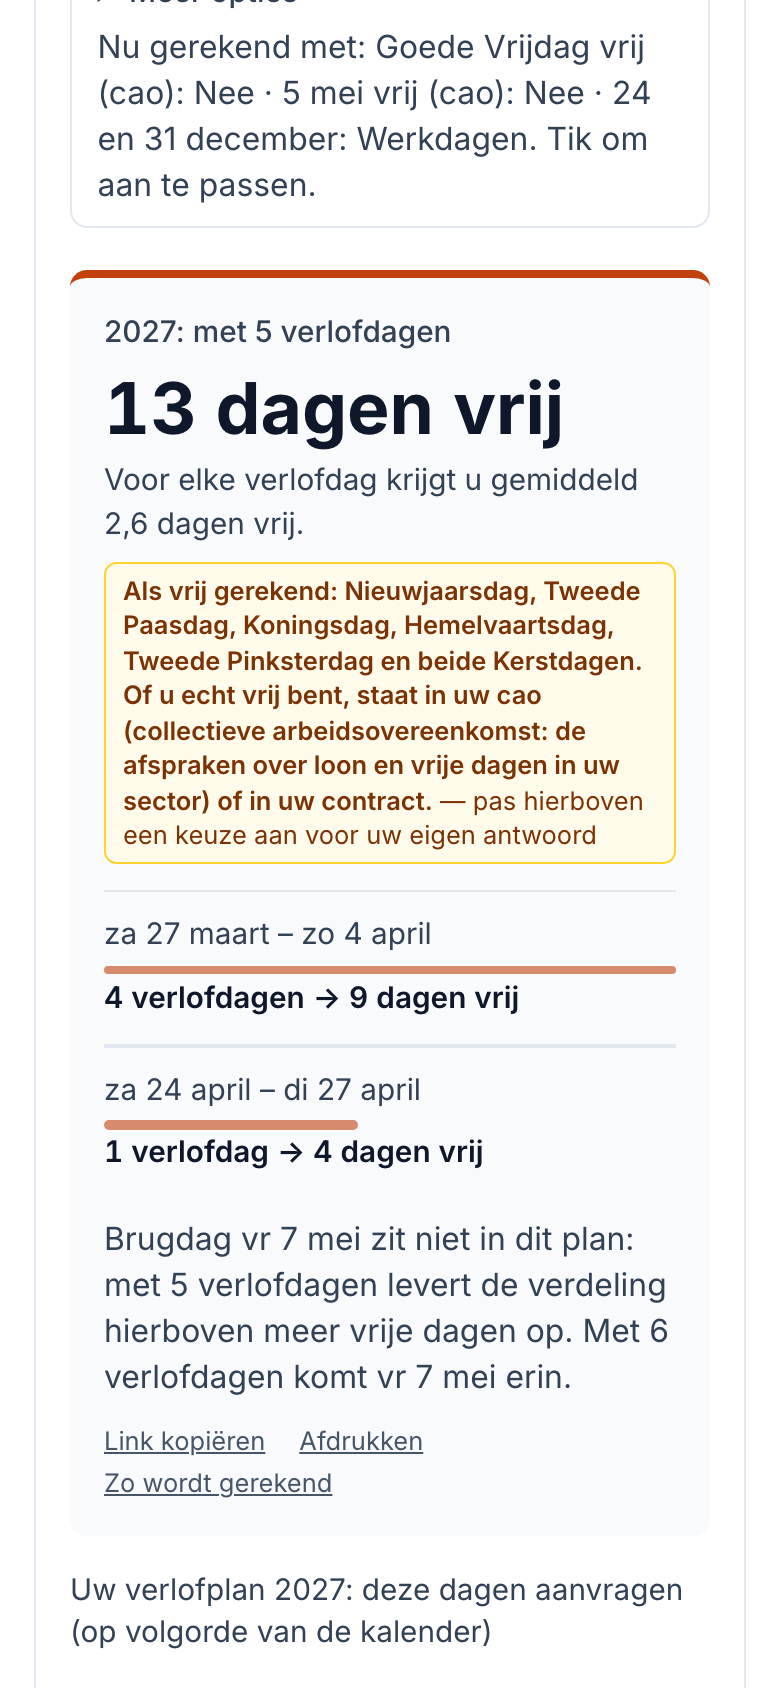 Meer opties
Nu gerekend met: Goede Vrijdag vrij
(cao): Nee · 5 mei vrij (cao): Nee · 24
en 31 december: Werkdagen. Tik om
aan te passen.
2027: met 5 verlofdagen
13 dagen vrij
Voor elke verlofdag krijgt u gemiddeld
2,6 dagen vrij.
Als vrij gerekend: Nieuwjaarsdag, Tweede
Paasdag, Koningsdag, Hemelvaartsdag,
Tweede Pinksterdag en beide Kerstdagen.
Of u echt vrij bent, staat in uw cao
(collectieve arbeidsovereenkomst: de
afspraken over loon en vrije dagen in uw
sector) of in uw contract. — pas hierboven
een keuze aan voor uw eigen antwoord
za 27 maart – zo 4 april
4 verlofdagen → 9 dagen vrij
za 24 april – di 27 april
1 verlofdag → 4 dagen vrij
Brugdag vr 7 mei zit niet in dit plan:
met 5 verlofdagen levert de verdeling
hierboven meer vrije dagen op. Met 6
verlofdagen komt vr 7 mei erin.
Link kopiëren Afdrukken
Zo wordt gerekend
Uw verlofplan 2027: deze dagen aanvragen
(op volgorde van de kalender)